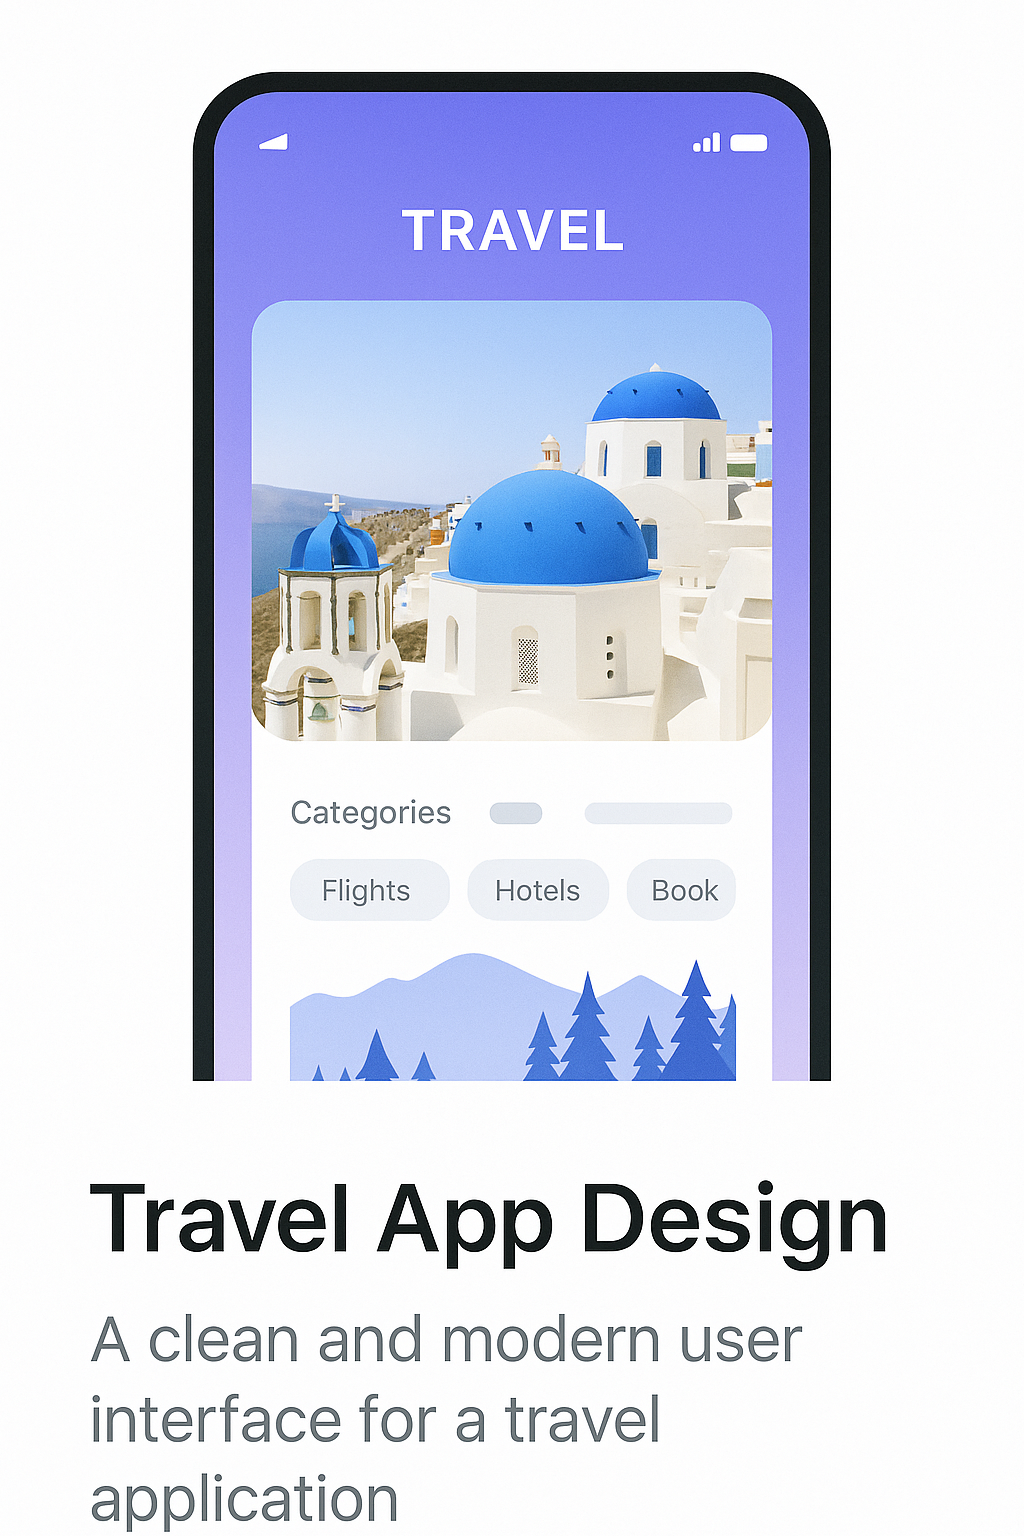 TRAVEL
Categories
Flights Hotels Book
Travel App Design
A clean and modern user
interface for a travel
application